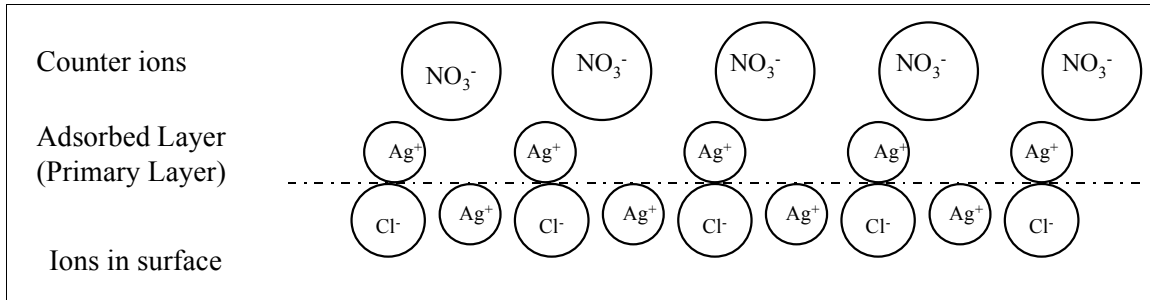 Counter ions NO₃⁻ NO₃⁻ NO₃⁻ NO₃⁻ NO₃⁻
Adsorbed Layer
(Primary Layer)
Ag⁺ Ag⁺ Ag⁺ Ag⁺ Ag⁺
Cl⁻ Ag⁺ Cl⁻ Ag⁺ Cl⁻ Ag⁺ Cl⁻ Ag⁺ Cl⁻
Ions in surface